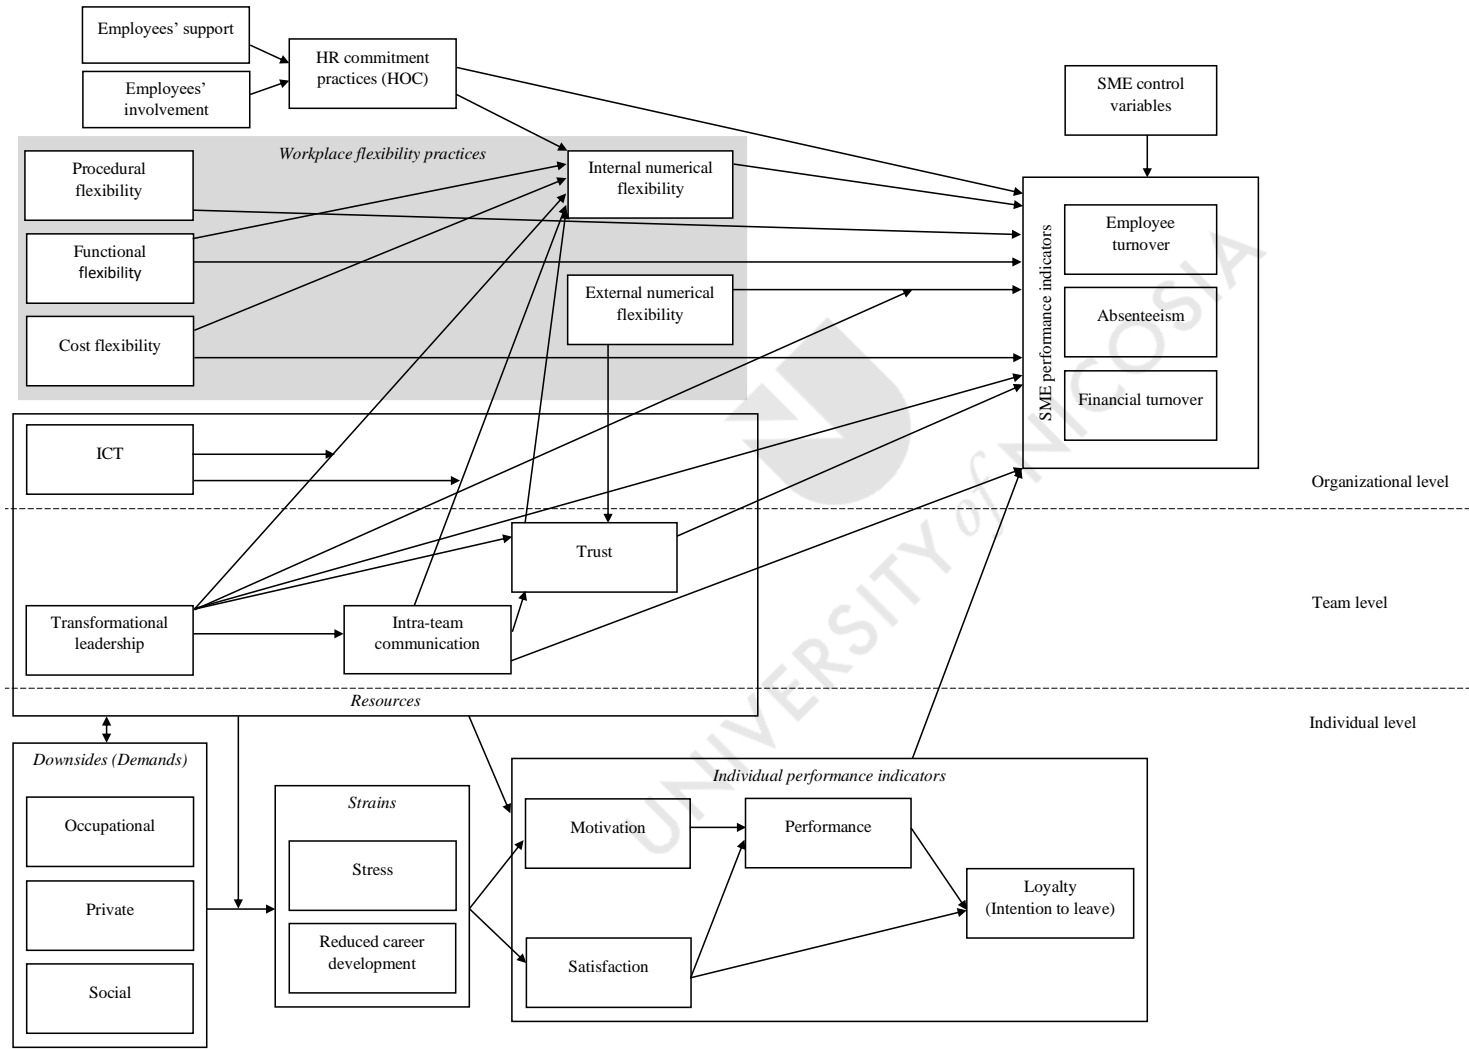 Employees’ support
Employees’
involvement
HR commitment
practices (HOC)
SME control
variables
Workplace flexibility practices
Procedural
flexibility
Functional
flexibility
Cost flexibility
Internal numerical
flexibility
External numerical
flexibility
SME performance indicators
Employee
turnover
Absenteeism
Financial turnover
ICT
Organizational level
Trust
Transformational
leadership
Intra-team
communication
Team level
Resources
Individual level
Downsides (Demands)
Occupational
Private
Social
Strains
Stress
Reduced career
development
Individual performance indicators
Motivation
Performance
Satisfaction
Loyalty
(Intention to leave)
UNIVERSITY of NICOSIA